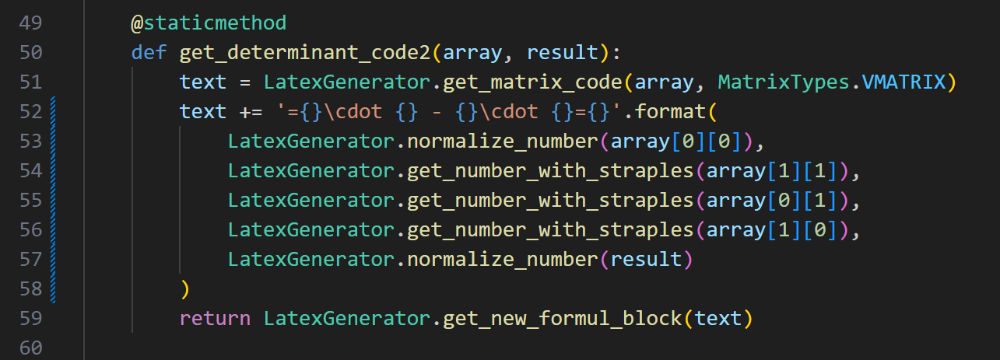 49 @staticmethod
50 def get_determinant_code2(array, result):
51 text = LatexGenerator.get_matrix_code(array, MatrixTypes.VMATRIX)
52 text += '={}\cdot {} - {}\cdot {}={}'.format(
53 LatexGenerator.normalize_number(array[0][0]),
54 LatexGenerator.get_number_with_straples(array[1][1]),
55 LatexGenerator.get_number_with_straples(array[0][1]),
56 LatexGenerator.get_number_with_straples(array[1][0]),
57 LatexGenerator.normalize_number(result)
58 )
59 return LatexGenerator.get_new_formul_block(text)
60